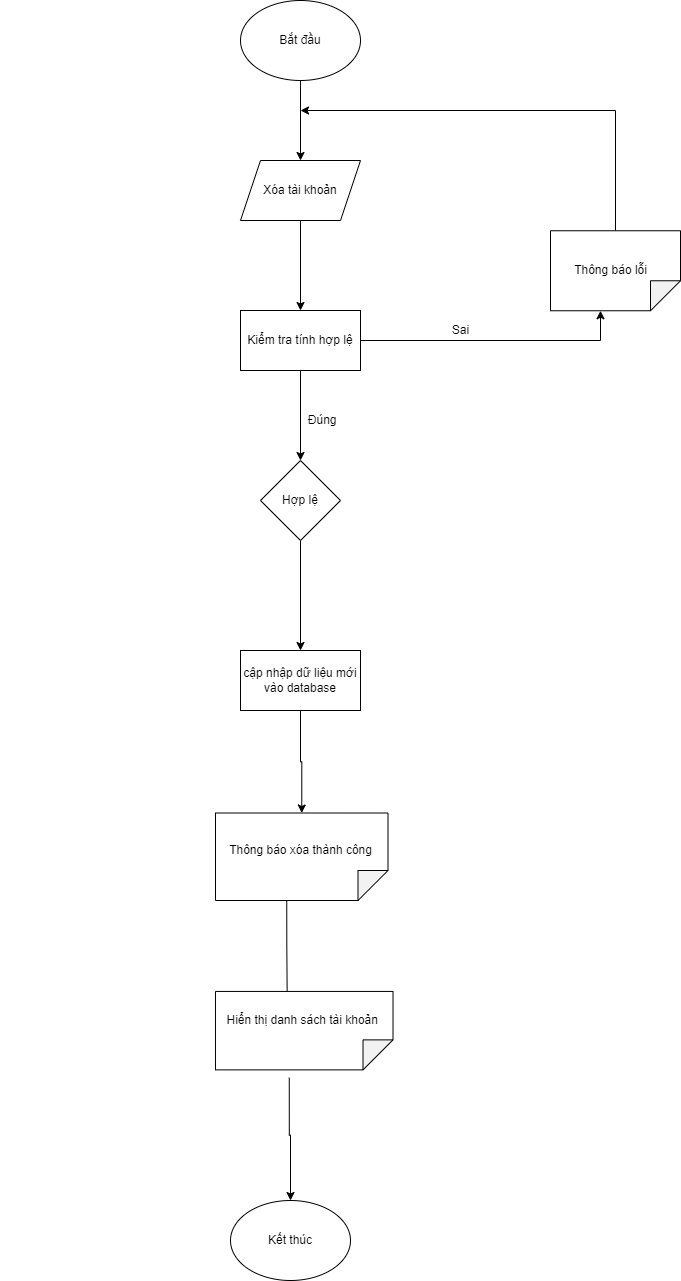 Bắt đầu
Xóa tài khoản
Thông báo lỗi
Kiểm tra tính hợp lệ
Sai
Đúng
Hợp lệ
cập nhập dữ liệu mới
vào database
Thông báo xóa thành công
Hiển thị danh sách tài khoản
Kết thúc